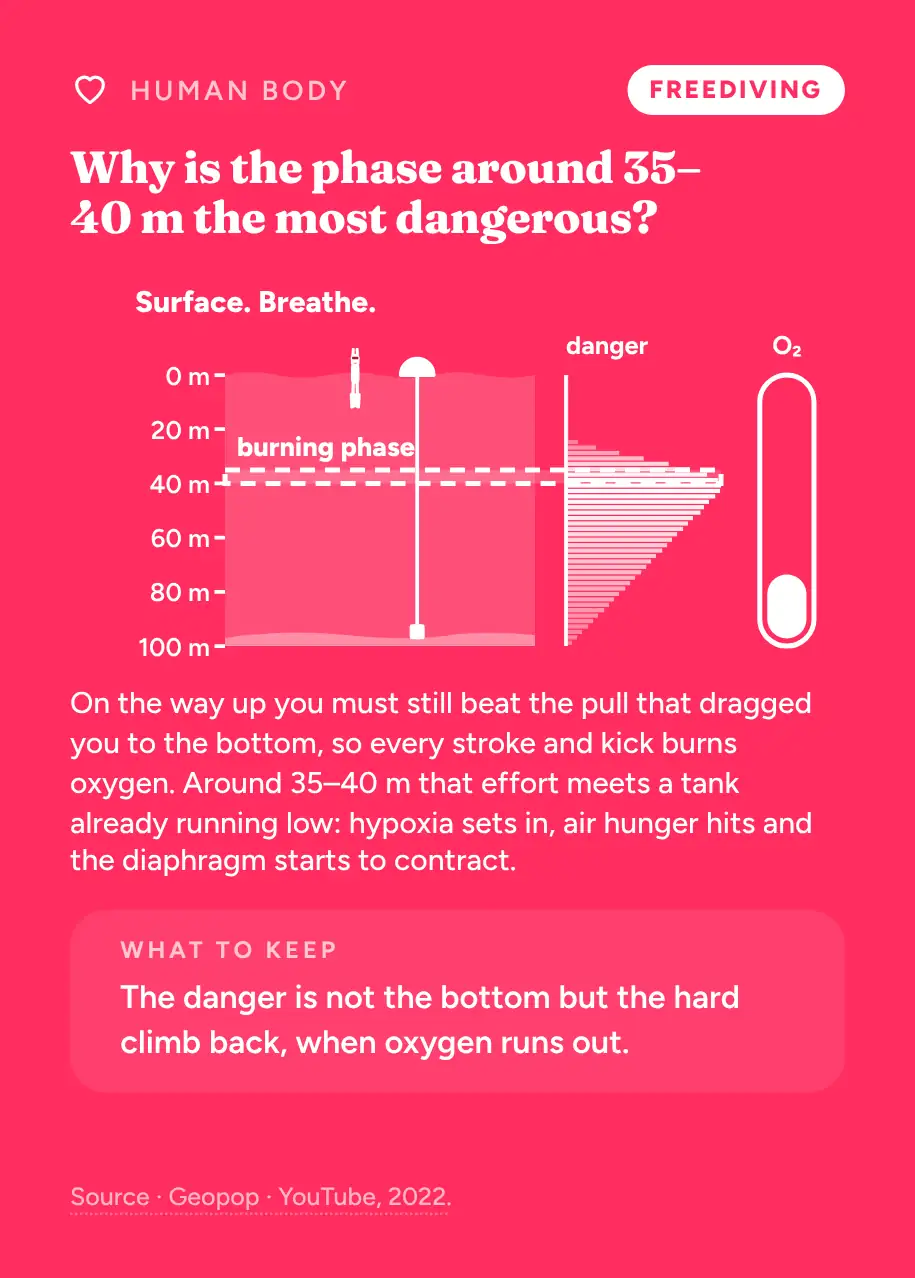 HUMAN BODY
FREEDIVING
Why is the phase around 35–
40 m the most dangerous?
Surface. Breathe.
danger
O₂
0 m
20 m
burning phase
40 m
60 m
80 m
100 m
On the way up you must still beat the pull that dragged
you to the bottom, so every stroke and kick burns
oxygen. Around 35–40 m that effort meets a tank
already running low: hypoxia sets in, air hunger hits and
the diaphragm starts to contract.
WHAT TO KEEP
The danger is not the bottom but the hard
climb back, when oxygen runs out.
Source · Geopop · YouTube, 2022.